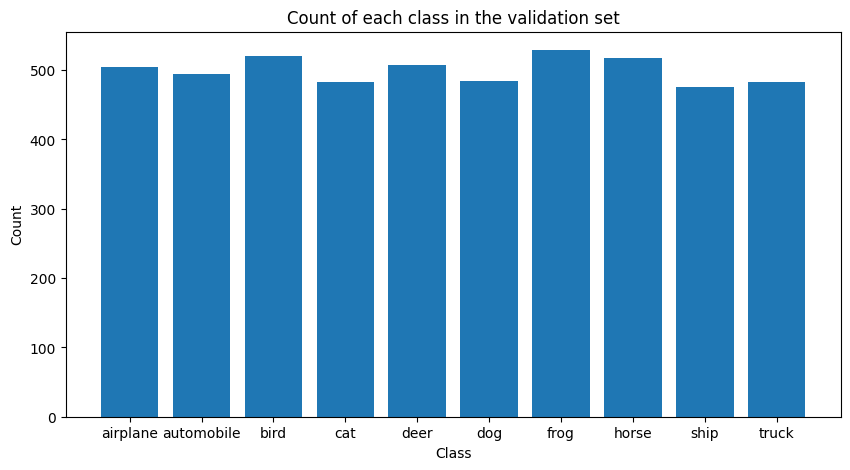 Count of each class in the validation set
500
400
300
200
100
0
Count
airplane automobile bird cat deer dog frog horse ship truck
Class